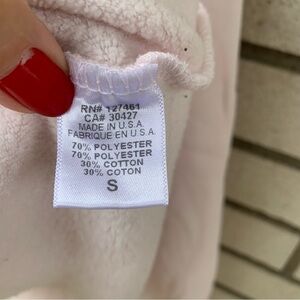 RN# 127461
CA# 30427
MADE IN U.S.A.
FABRIQUE EN U.S.A.
70% POLYESTER
70% POLYESTER
30% COTTON
30% COTON
S